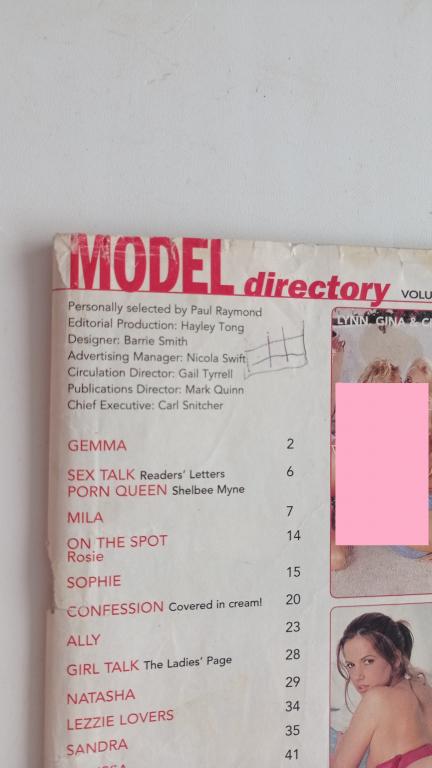 MODEL directory VOLU
Personally selected by Paul Raymond
Editorial Production: Hayley Tong
Designer: Barrie Smith
Advertising Manager: Nicola Swift
Circulation Director: Gail Tyrrell
Publications Director: Mark Quinn
Chief Executive: Carl Snitcher
LYNN, GINA &
GEMMA 2
SEX TALK Readers' Letters 6
PORN QUEEN Shelbee Myne
MILA 7
ON THE SPOT 14
Rosie
SOPHIE 15
CONFESSION Covered in cream! 20
ALLY 23
GIRL TALK The Ladies' Page 28
NATASHA 29
LEZZIE LOVERS 34
SANDRA 35
41